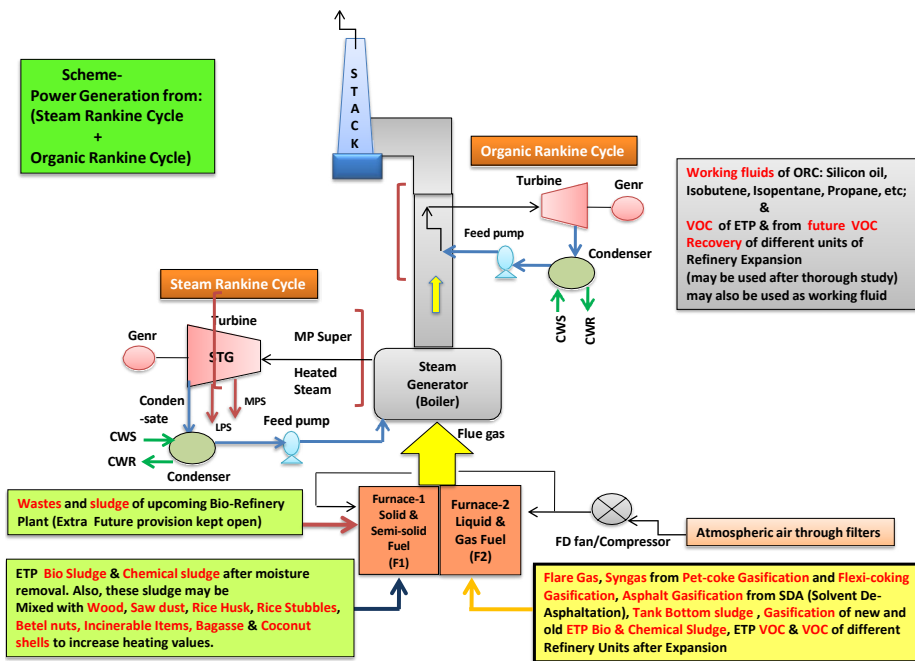 Scheme-
Power Generation from:
(Steam Rankine Cycle
+
Organic Rankine Cycle)
S
T
A
C
K
Organic Rankine Cycle
Turbine
Genr
Feed pump
Condenser
CWS
CWR
Working fluids of ORC: Silicon oil,
Isobutene, Isopentane, Propane, etc;
&
VOC of ETP & from future VOC
Recovery of different units of
Refinery Expansion
(may be used after thorough study)
may also be used as working fluid
Steam Rankine Cycle
Turbine
Genr
STG
MP Super
Heated
Steam
Steam
Generator
(Boiler)
Conden
-sate
LPS
MPS
Feed pump
CWS
CWR
Condenser
Flue gas
Wastes and sludge of upcoming Bio-Refinery
Plant (Extra Future provision kept open)
Furnace-1
Solid &
Semi-solid
Fuel
(F1)
Furnace-2
Liquid &
Gas Fuel
(F2)
FD fan/Compressor
Atmospheric air through filters
ETP Bio Sludge & Chemical sludge after moisture
removal. Also, these sludge may be
Mixed with Wood, Saw dust, Rice Husk, Rice Stubbles,
Betel nuts, Incinerable Items, Bagasse & Coconut
shells to increase heating values.
Flare Gas, Syngas from Pet-coke Gasification and Flexi-coking
Gasification, Asphalt Gasification from SDA (Solvent De-
Asphaltation), Tank Bottom sludge , Gasification of new and
old ETP Bio & Chemical Sludge, ETP VOC & VOC of different
Refinery Units after Expansion